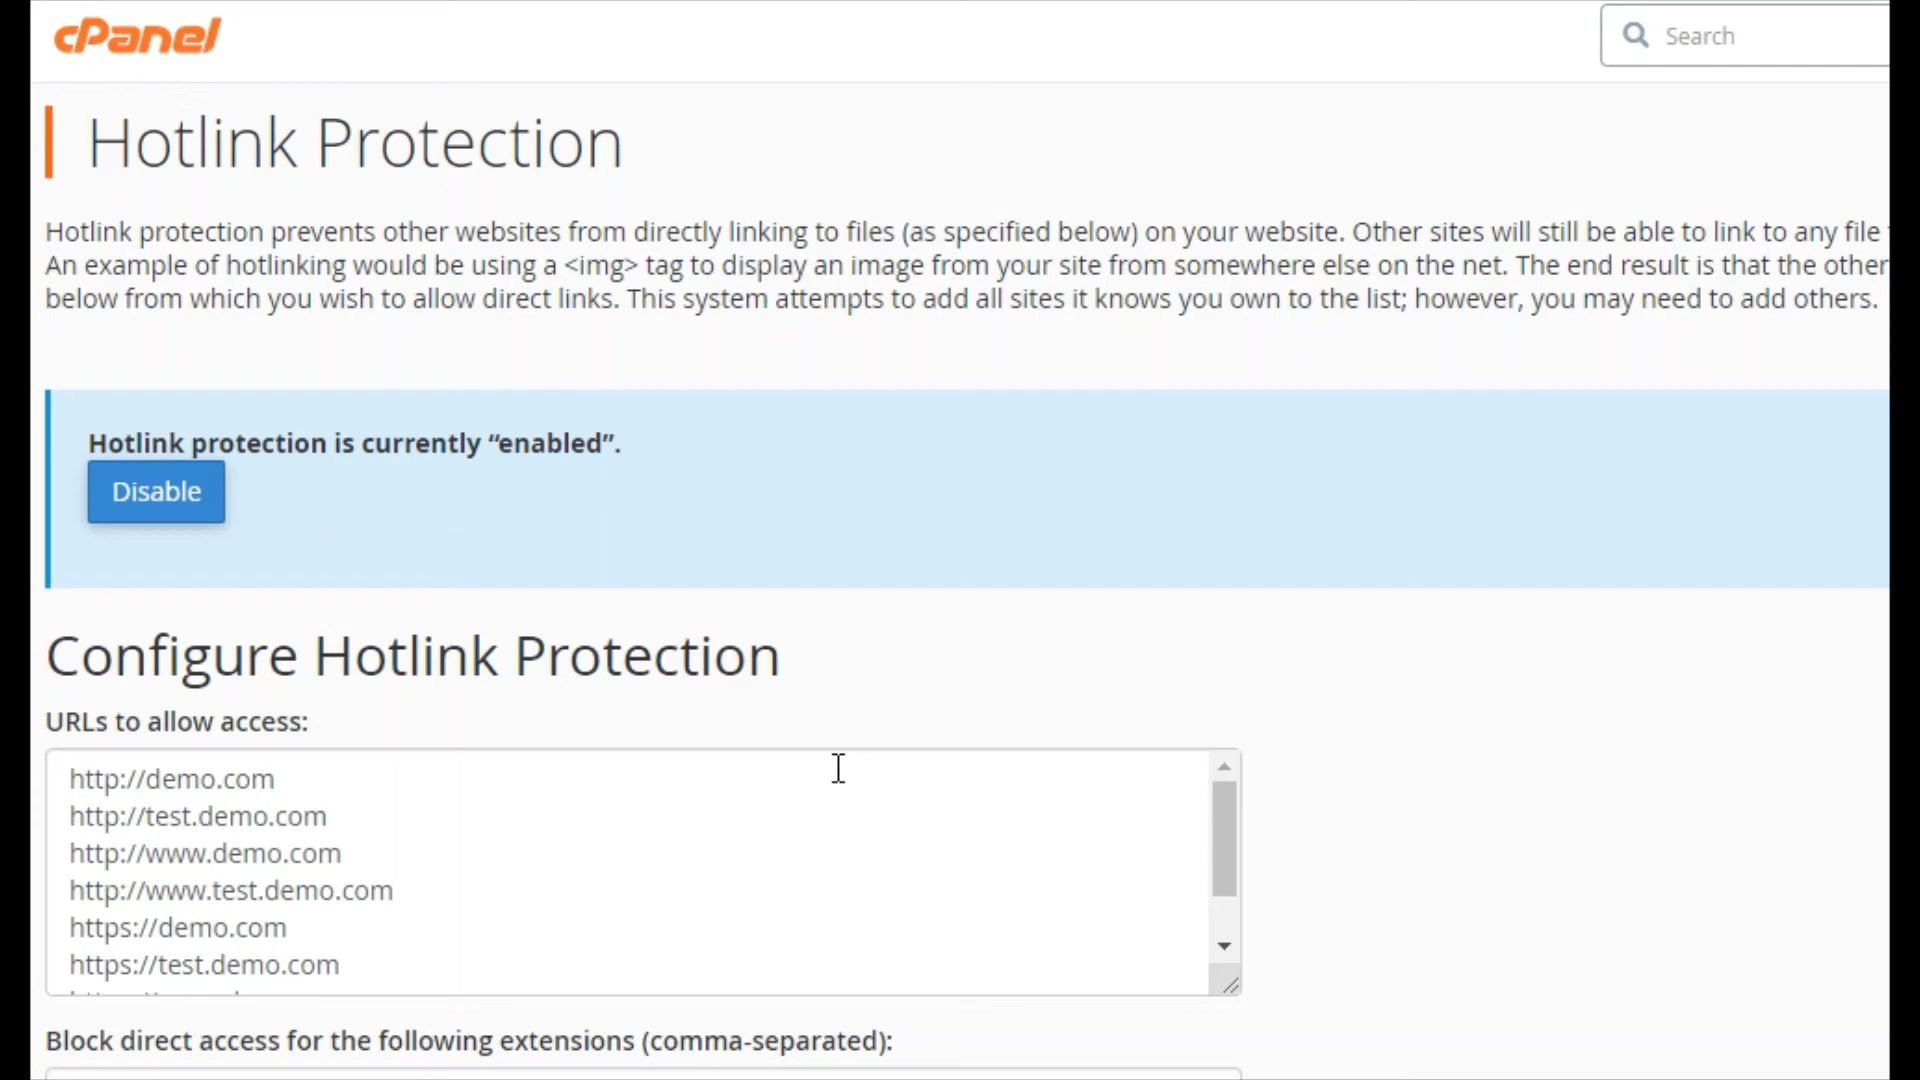 cPanel
Search
Hotlink Protection
Hotlink protection prevents other websites from directly linking to files (as specified below) on your website. Other sites will still be able to link to any file
An example of hotlinking would be using a <img> tag to display an image from your site from somewhere else on the net. The end result is that the other
below from which you wish to allow direct links. This system attempts to add all sites it knows you own to the list; however, you may need to add others.
Hotlink protection is currently “enabled”.
Disable
Configure Hotlink Protection
URLs to allow access:
http://demo.com
http://test.demo.com
http://www.demo.com
http://www.test.demo.com
https://demo.com
https://test.demo.com
Block direct access for the following extensions (comma-separated):